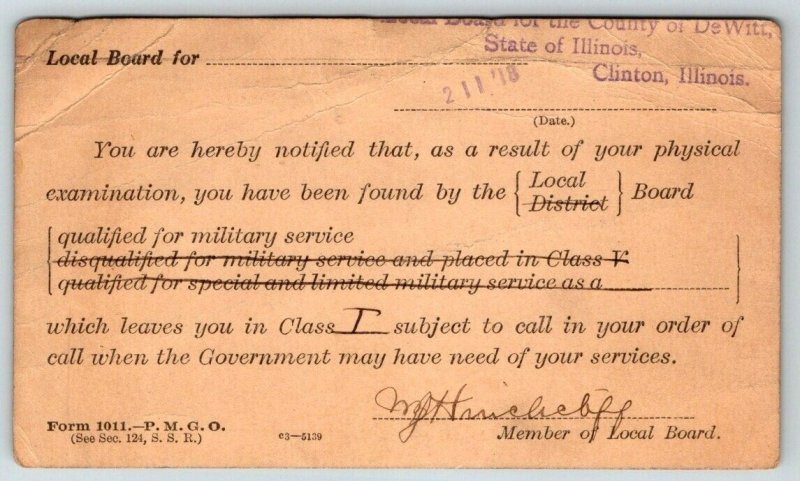 Local Board for the County of DeWitt,
State of Illinois,
Clinton, Illinois.
Local Board for
2 11 '18
(Date.)
You are hereby notified that, as a result of your physical
examination, you have been found by the { Local District } Board
qualified for military service
disqualified for military service and placed in Class V.
qualified for special and limited military service as a
which leaves you in Class I subject to call in your order of
call when the Government may have need of your services.
Hinchcliff
Form 1011.—P. M. G. O.
(See Sec. 124, S. S. R.)
c3—5139
Member of Local Board.